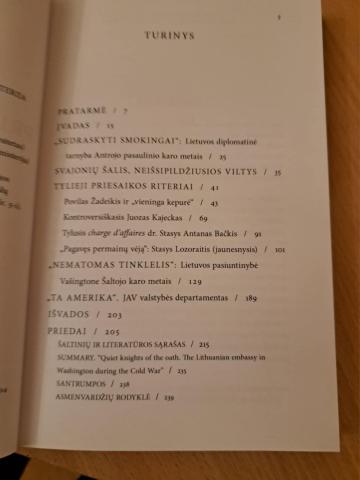 5
TURINYS
PRATARMĖ / 7
ĮVADAS / 15
„SUDRASKYTI SMOKINGAI“: Lietuvos diplomatinė
tarnyba Antrojo pasaulinio karo metais / 25
SVAJONIŲ ŠALIS, NEIŠSIPILDŽIUSIOS VILTYS / 35
TYLIEJI PRIESAIKOS RITERIAI / 41
Povilas Žadeikis ir „vieninga kepurė“ / 43
Kontroversiškasis Juozas Kajeckas / 69
Tylusis charge d'affaires dr. Stasys Antanas Bačkis / 91
„Pagavęs permainų vėją“: Stasys Lozoraitis (jaunesnysis) / 101
„NEMATOMAS TINKLELIS“: Lietuvos pasiuntinybė
Vašingtone Šaltojo karo metais / 129
„TA AMERIKA“. JAV valstybės departamentas / 189
IŠVADOS / 203
PRIEDAI / 205
ŠALTINIŲ IR LITERATŪROS SĄRAŠAS / 215
SUMMARY. "Quiet knights of the oath. The Lithuanian embassy in
Washington during the Cold War" / 235
SANTRUMPOS / 238
ASMENVARDŽIŲ RODYKLĖ / 239